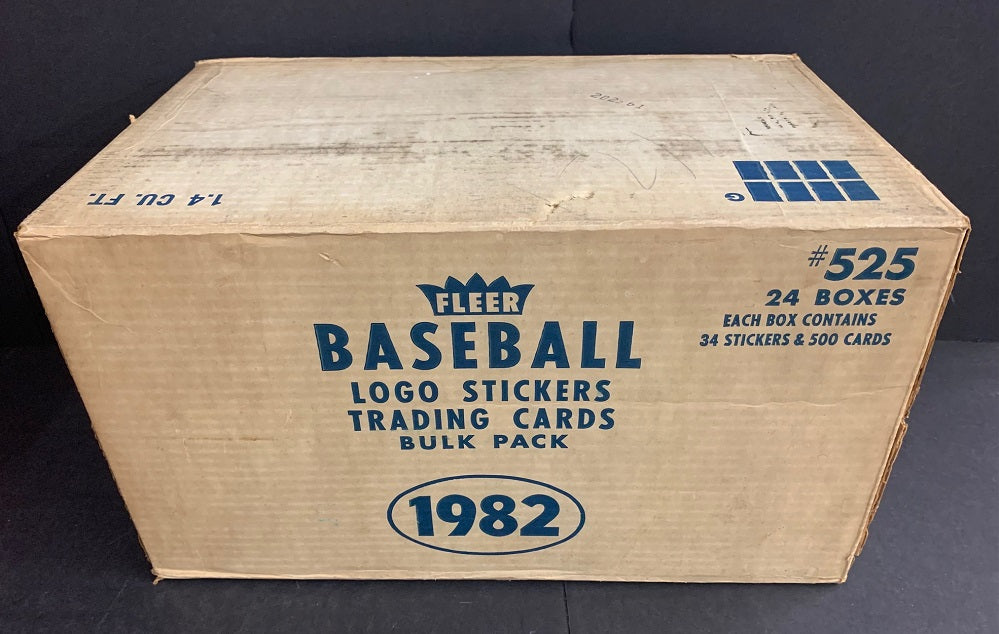 1.4 CU. FT.
G
#525
24 BOXES
EACH BOX CONTAINS
34 STICKERS & 500 CARDS
FLEER
BASEBALL
LOGO STICKERS
TRADING CARDS
BULK PACK
1982